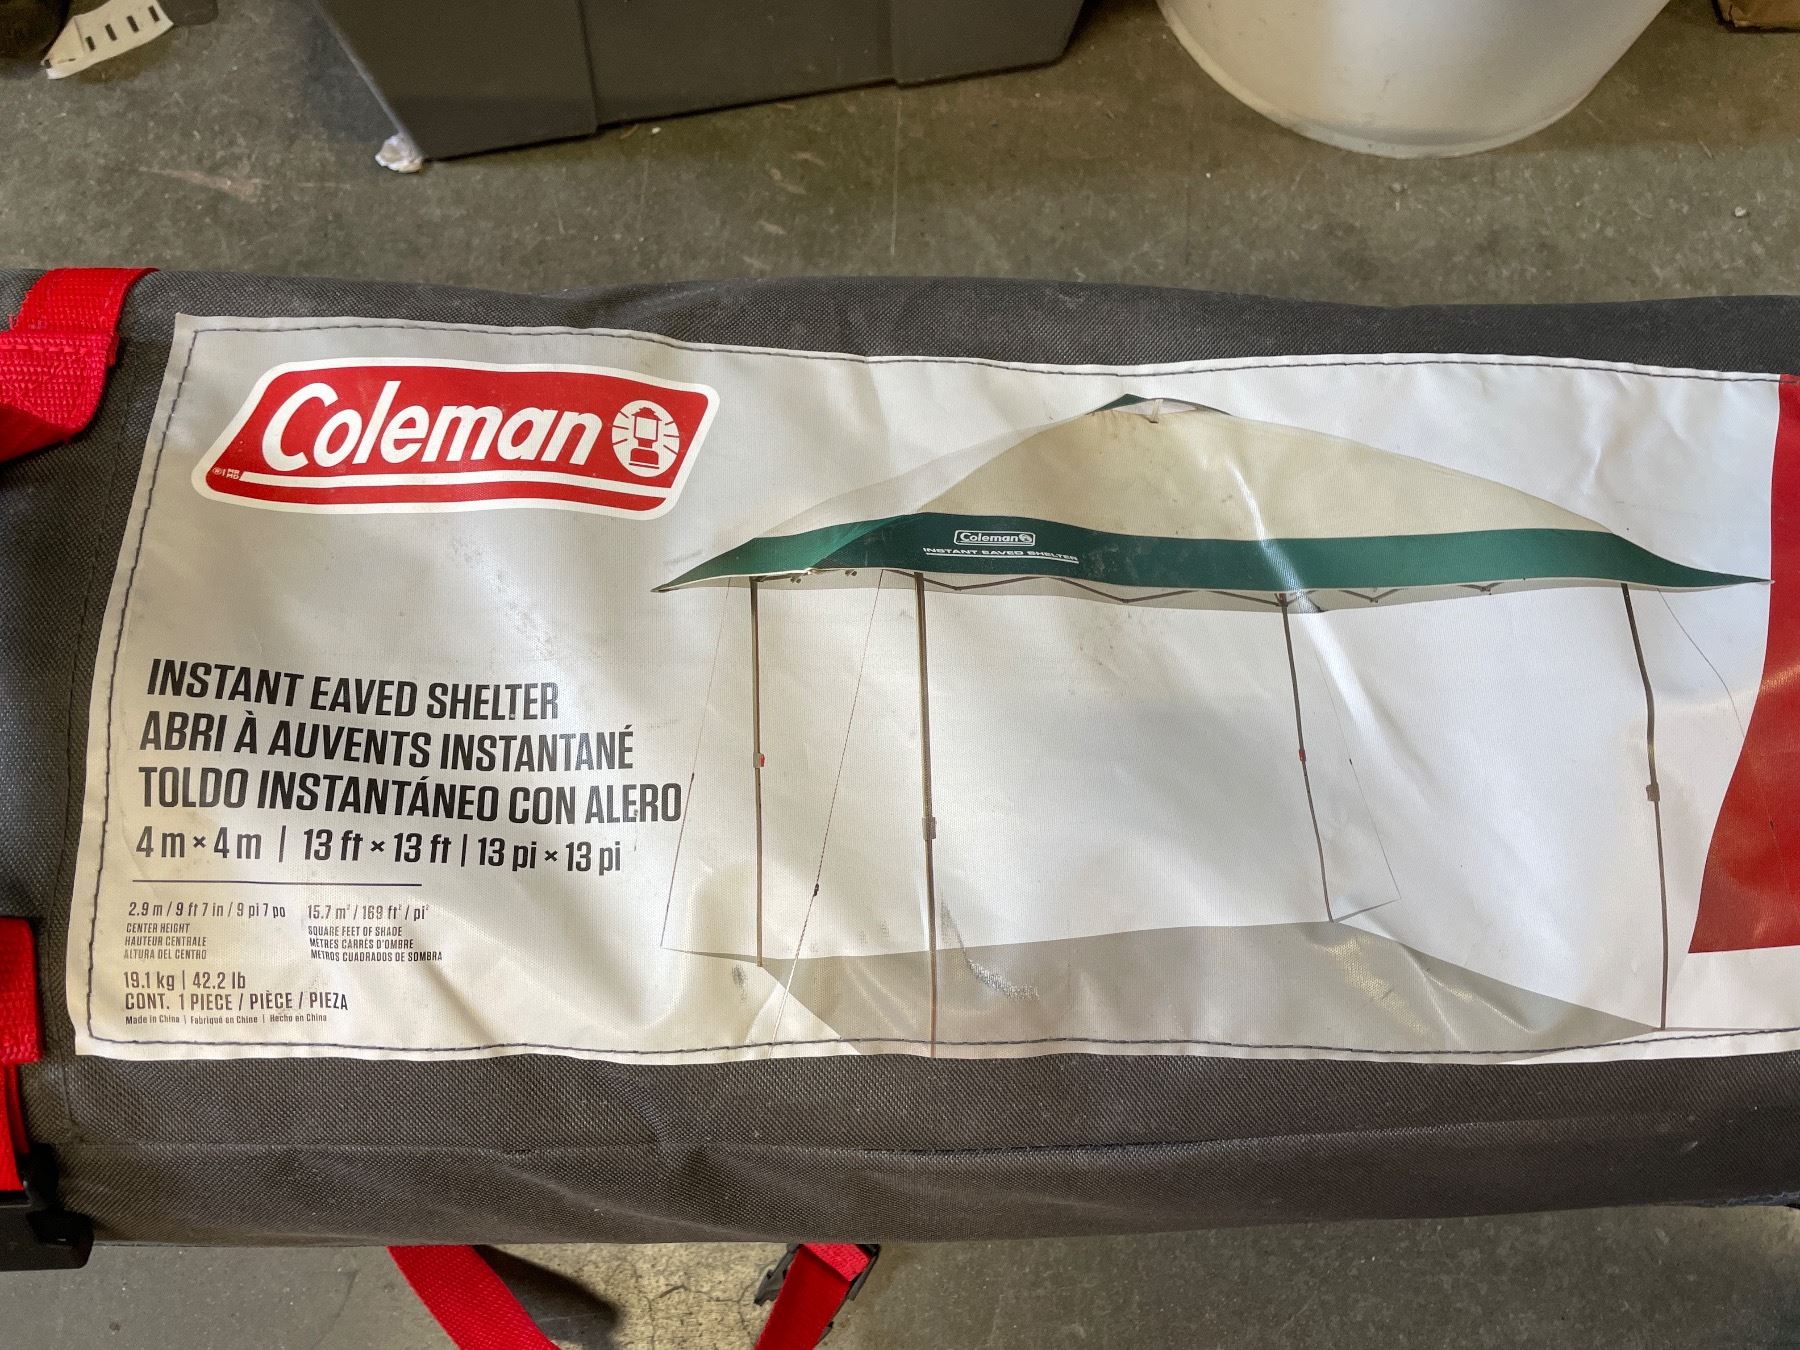 Coleman
® | MR MD
INSTANT EAVED SHELTER
ABRI À AUVENTS INSTANTANÉ
TOLDO INSTANTÁNEO CON ALERO
4 m × 4 m | 13 ft × 13 ft | 13 pi × 13 pi
2.9 m / 9 ft 7 in / 9 pi 7 po
CENTER HEIGHT
HAUTEUR CENTRALE
ALTURA DEL CENTRO
15.7 m² / 169 ft² / pi²
SQUARE FEET OF SHADE
MÈTRES CARRÉS D'OMBRE
METROS CUADRADOS DE SOMBRA
19.1 kg | 42.2 lb
CONT. 1 PIECE / PIÈCE / PIEZA
Made in China | Fabriqué en Chine | Hecho en China
Coleman
INSTANT EAVED SHELTER